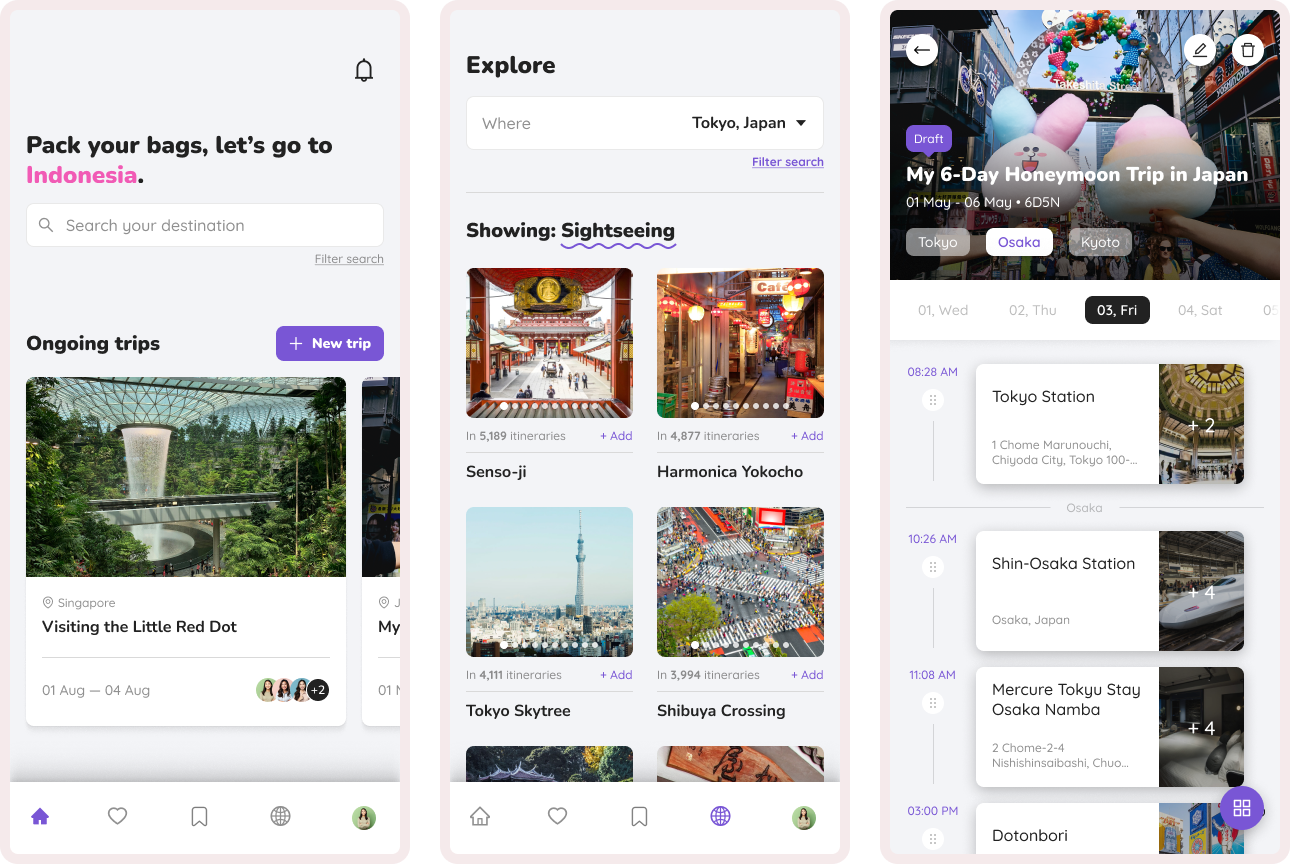 Pack your bags, let’s go to
Indonesia.
Search your destination
Filter search
Ongoing trips
New trip
Singapore
Visiting the Little Red Dot
01 Aug — 04 Aug
+2
J
My
01
Explore
Where
Tokyo, Japan
Filter search
Showing: Sightseeing
In 5,189 itineraries
+ Add
Senso-ji
Cafe
In 4,877 itineraries
+ Add
Harmonica Yokocho
In 4,111 itineraries
+ Add
Tokyo Skytree
In 3,994 itineraries
+ Add
Shibuya Crossing
Takeshita Street
Draft
My 6-Day Honeymoon Trip in Japan
01 May - 06 May • 6D5N
Tokyo
Osaka
Kyoto
01, Wed
02, Thu
03, Fri
04, Sat
05
08:28 AM
Tokyo Station
1 Chome Marunouchi,
Chiyoda City, Tokyo 100-...
+ 2
Osaka
10:26 AM
Shin-Osaka Station
Osaka, Japan
+ 4
11:08 AM
Mercure Tokyu Stay
Osaka Namba
2 Chome-2-4
Nishishinsaibashi, Chuo...
+ 4
03:00 PM
Dotonbori